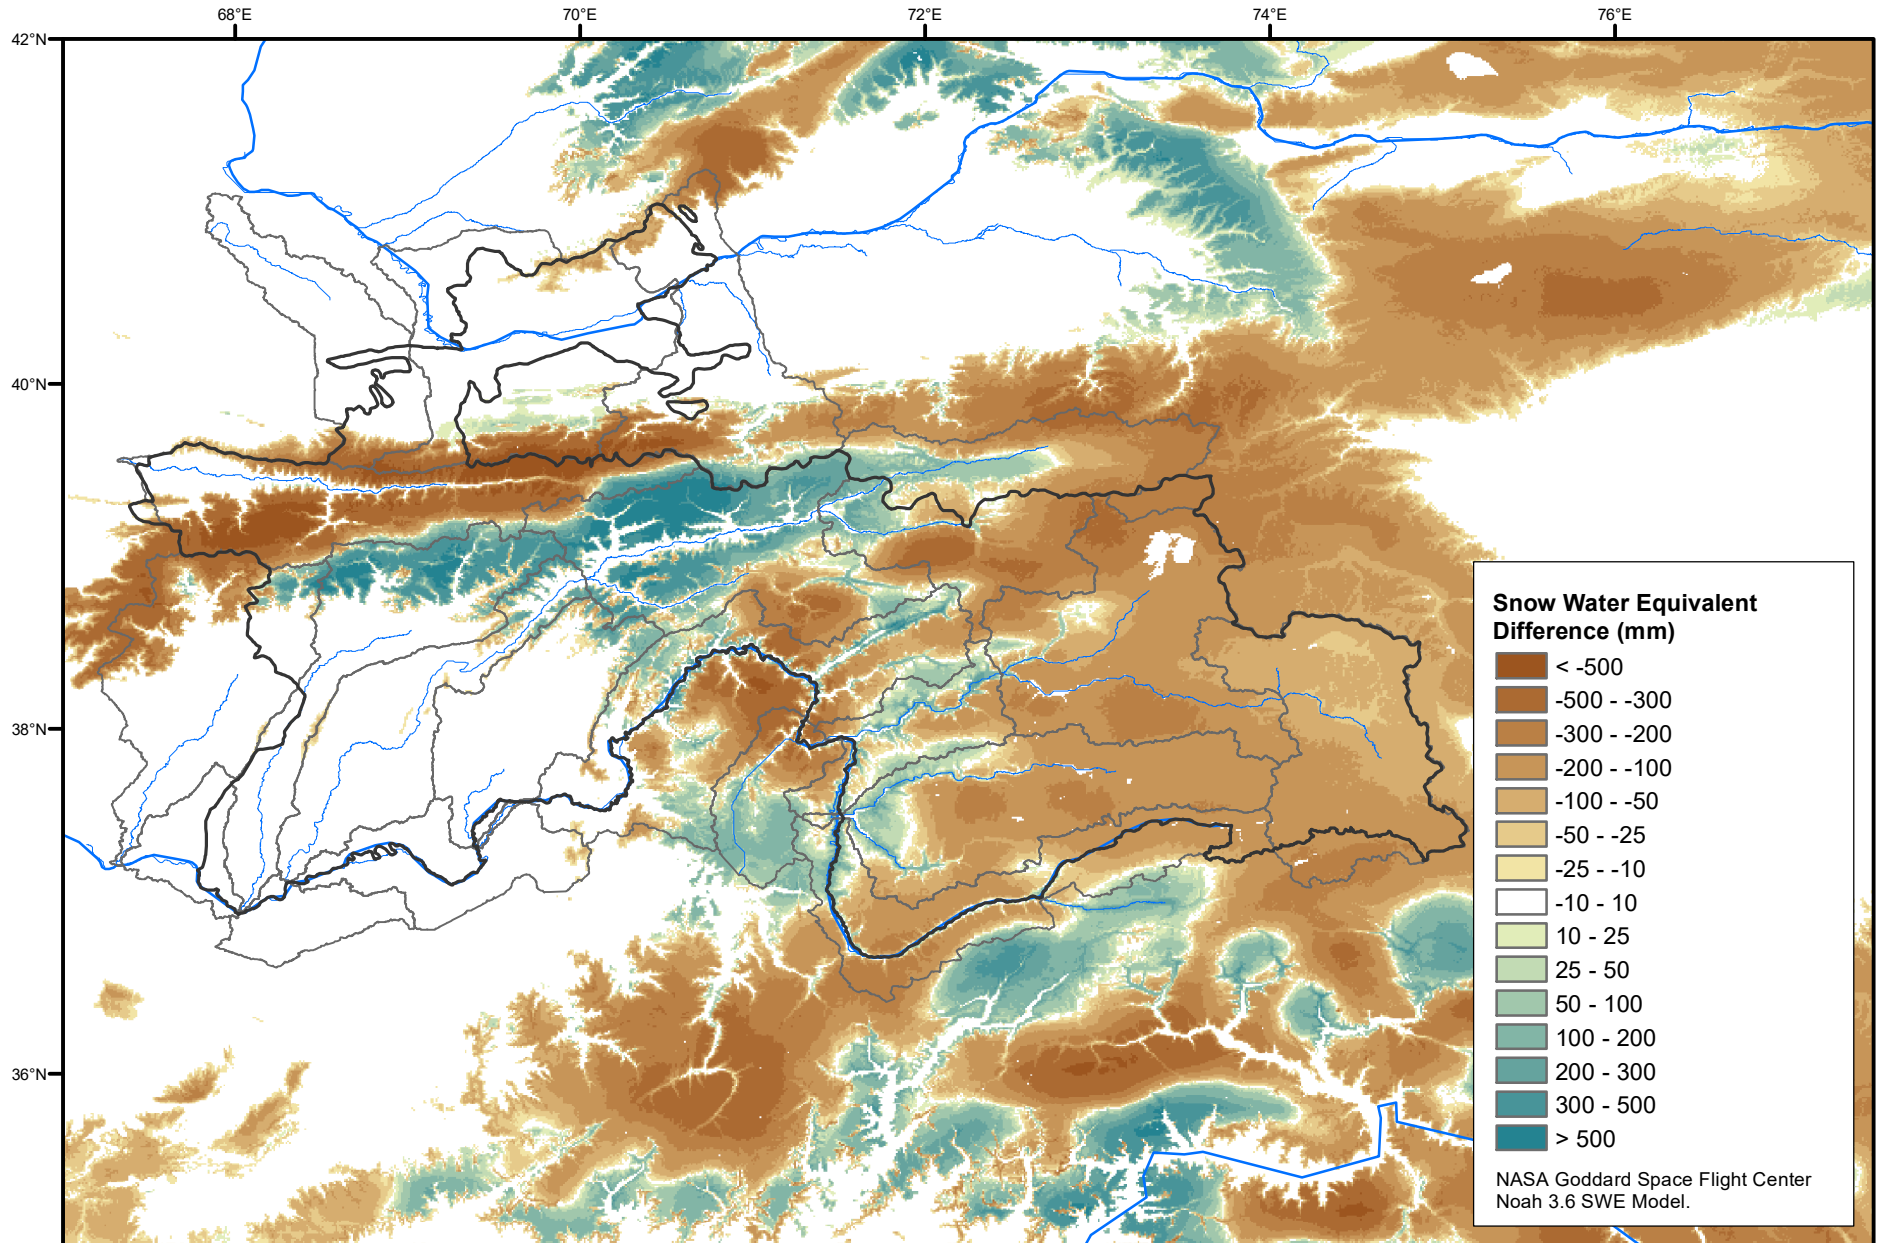 68°E 70°E 72°E 74°E 76°E
42°N
40°N
38°N
36°N
Snow Water Equivalent
Difference (mm)
< -500
-500 - -300
-300 - -200
-200 - -100
-100 - -50
-50 - -25
-25 - -10
-10 - 10
10 - 25
25 - 50
50 - 100
100 - 200
200 - 300
300 - 500
> 500
NASA Goddard Space Flight Center
Noah 3.6 SWE Model.